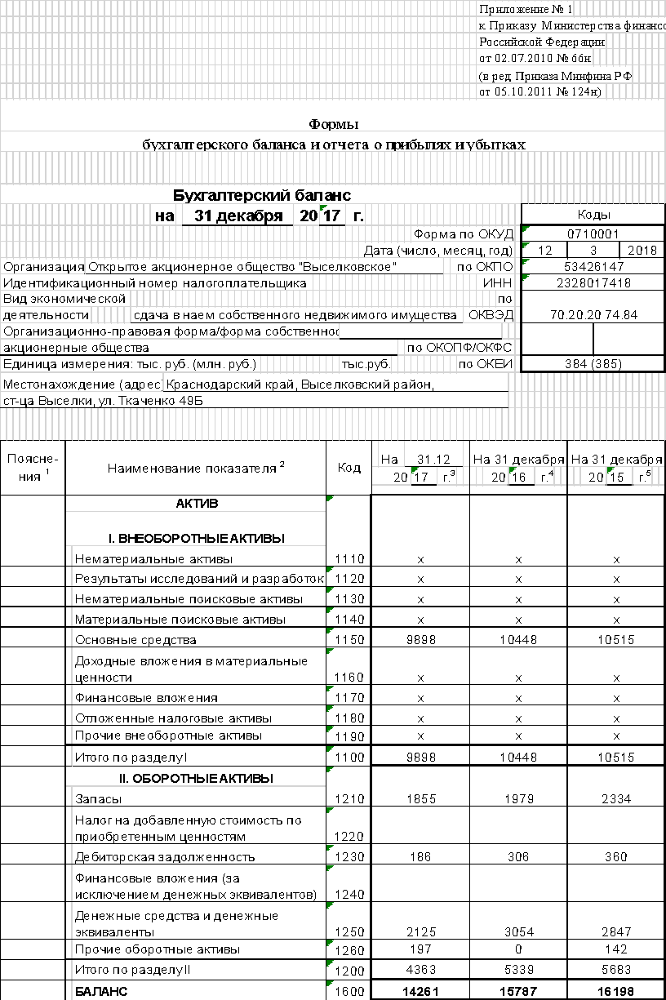 Приложение № 1
к Приказу Министерства финансо
Российской Федерации
от 02.07.2010 № 66н
(в ред. Приказа Минфина РФ
от 05.10.2011 № 124н)
Формы
бухгалтерского баланса и отчета о прибылях и убытках
Бухгалтерский баланс
на 31 декабря 20 17 г.
Коды
Форма по ОКУД 0710001
Дата (число, месяц, год) 12 3 2018
Организация Открытое акционерное общество "Выселковское" по ОКПО 53426147
Идентификационный номер налогоплательщика ИНН 2328017418
Вид экономической по
деятельности сдача в наем собственного недвижимого имущества ОКВЭД 70.20.20 74.84
Организационно-правовая форма/форма собственнос
акционерные общества по ОКОПФ/ОКФС
Единица измерения: тыс. руб. (млн. руб.) тыс.руб. по ОКЕИ 384 (385)
Местонахождение (адрес) Краснодарский край, Выселковский район,
ст-ца Выселки, ул. Ткаченко 49Б
Поясне- На 31.12 На 31 декабря На 31 декабря
ния 1 Наименование показателя 2 Код 20 17 г.3 20 16 г.4 20 15 г.5
АКТИВ
I. ВНЕОБОРОТНЫЕ АКТИВЫ
Нематериальные активы 1110 х х х
Результаты исследований и разработок 1120 х х х
Нематериальные поисковые активы 1130 х х х
Материальные поисковые активы 1140 х х х
Основные средства 1150 9898 10448 10515
Доходные вложения в материальные
ценности 1160 х х х
Финансовые вложения 1170 х х х
Отложенные налоговые активы 1180 х х х
Прочие внеоборотные активы 1190 х х х
Итого по разделу I 1100 9898 10448 10515
II. ОБОРОТНЫЕ АКТИВЫ
Запасы 1210 1855 1979 2334
Налог на добавленную стоимость по
приобретенным ценностям 1220
Дебиторская задолженность 1230 186 306 360
Финансовые вложения (за
исключением денежных эквивалентов) 1240
Денежные средства и денежные
эквиваленты 1250 2125 3054 2847
Прочие оборотные активы 1260 197 0 142
Итого по разделу II 1200 4363 5339 5683
БАЛАНС 1600 14261 15787 16198